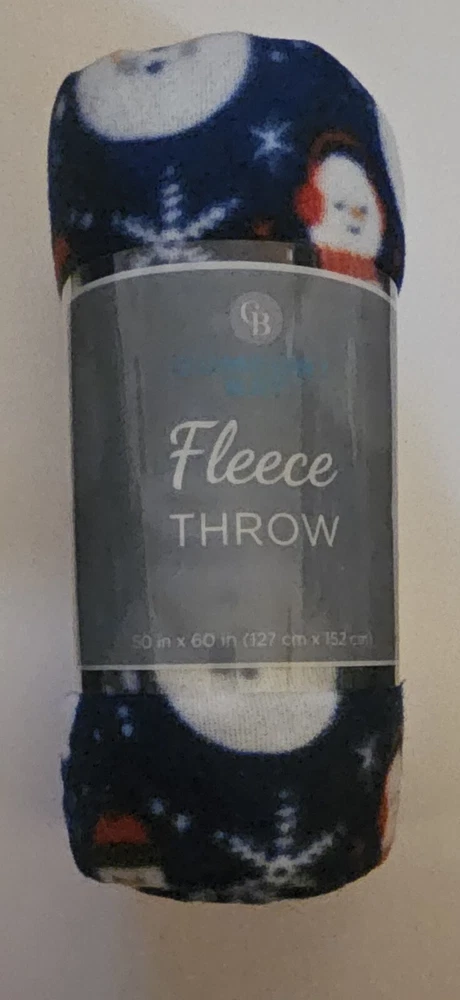 CB
Fleece
THROW
50 in x 60 in (127 cm x 152 cm)